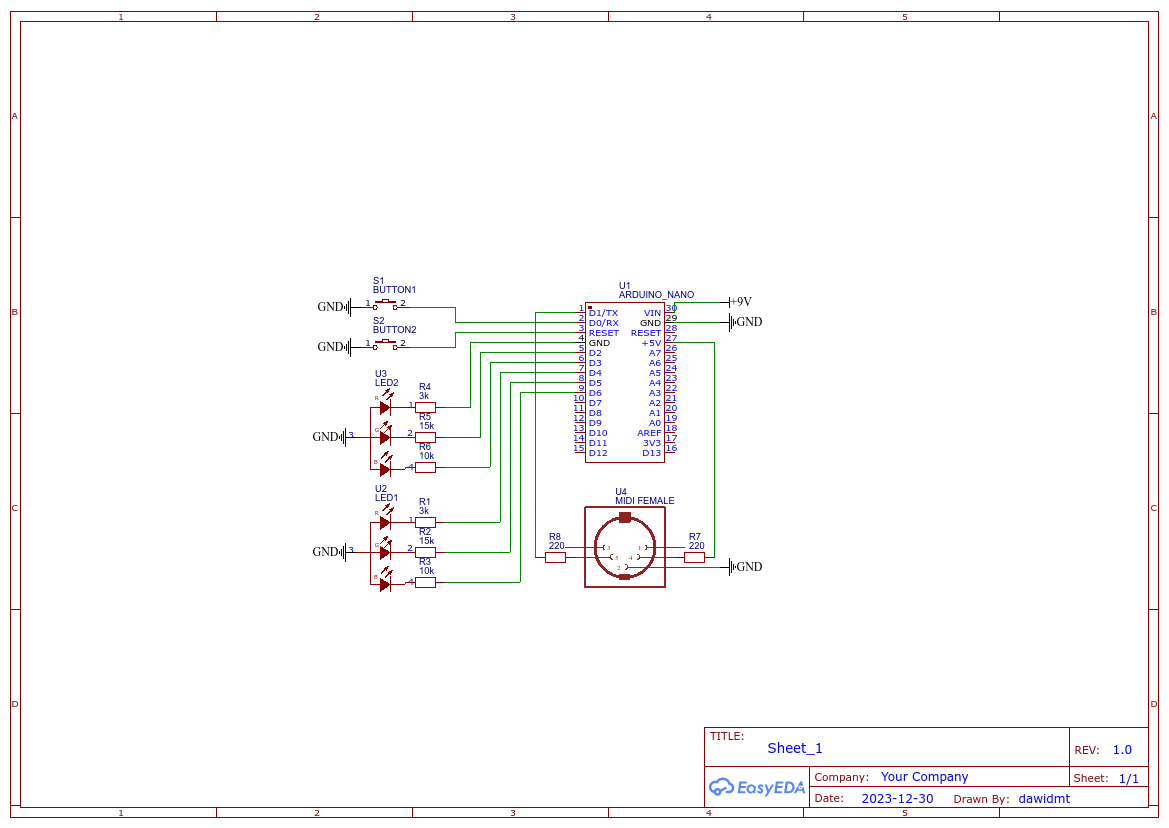 1 2 3 4 5
A A
B B
C C
D D
S1
BUTTON1
GND 1 2
S2
BUTTON2
GND 1 2
U3
LED2
R
G
B
GND 3
1
2
4
R4
3k
R5
15k
R6
10k
U2
LED1
R
G
B
GND 3
1
2
4
R1
3k
R2
15k
R3
10k
U1
ARDUINO_NANO
1 D1/TX VIN 30
2 D0/RX GND 29
3 RESET RESET 28
4 GND +5V 27
5 D2 A7 26
6 D3 A6 25
7 D4 A5 24
8 D5 A4 23
9 D6 A3 22
10 D7 A2 21
11 D8 A1 20
12 D9 A0 19
13 D10 AREF 18
14 D11 3V3 17
15 D12 D13 16
+9V
GND
U4
MIDI FEMALE
R8
220
R7
220
3 1
5 4
2
GND
TITLE:
Sheet_1
REV: 1.0
EasyEDA
Company: Your Company
Sheet: 1/1
Date: 2023-12-30 Drawn By: dawidmt
1 2 3 4 5